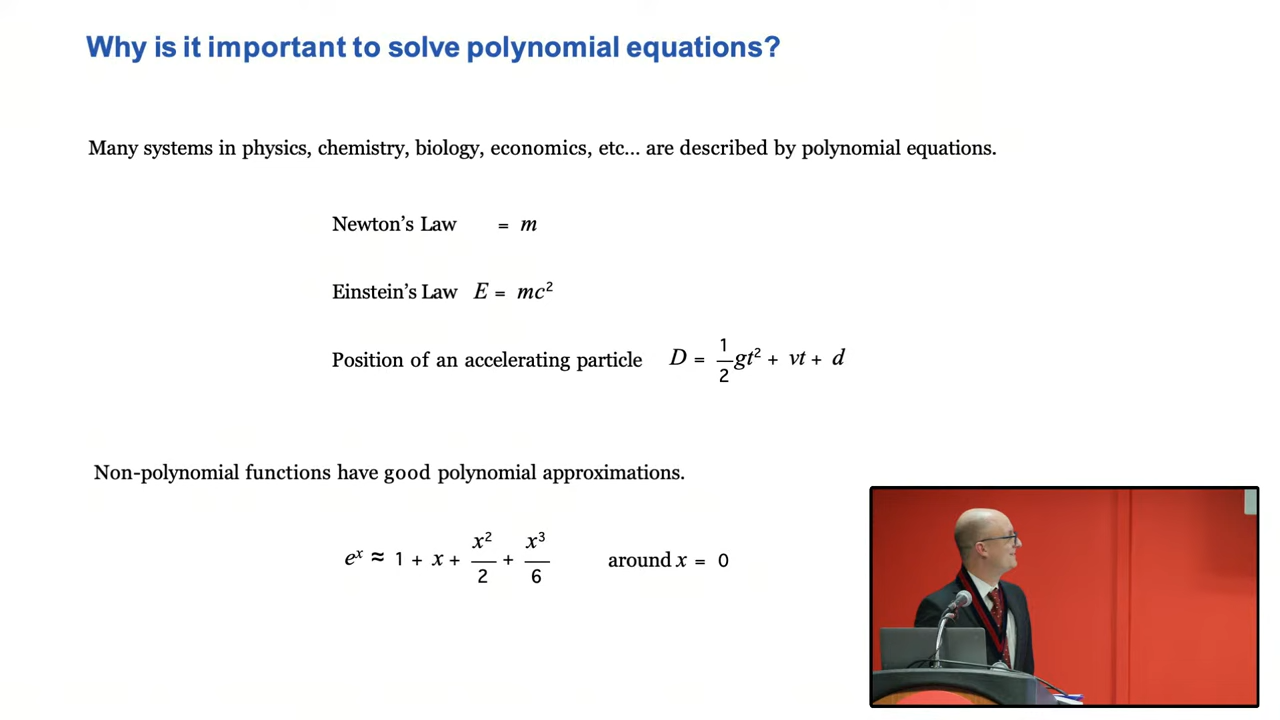 Why is it important to solve polynomial equations?
Many systems in physics, chemistry, biology, economics, etc... are described by polynomial equations.
Newton’s Law = m
Einstein’s Law E = mc²
Position of an accelerating particle D = 1/2 gt² + vt + d
Non-polynomial functions have good polynomial approximations.
eˣ ≈ 1 + x + x²/2 + x³/6 around x = 0